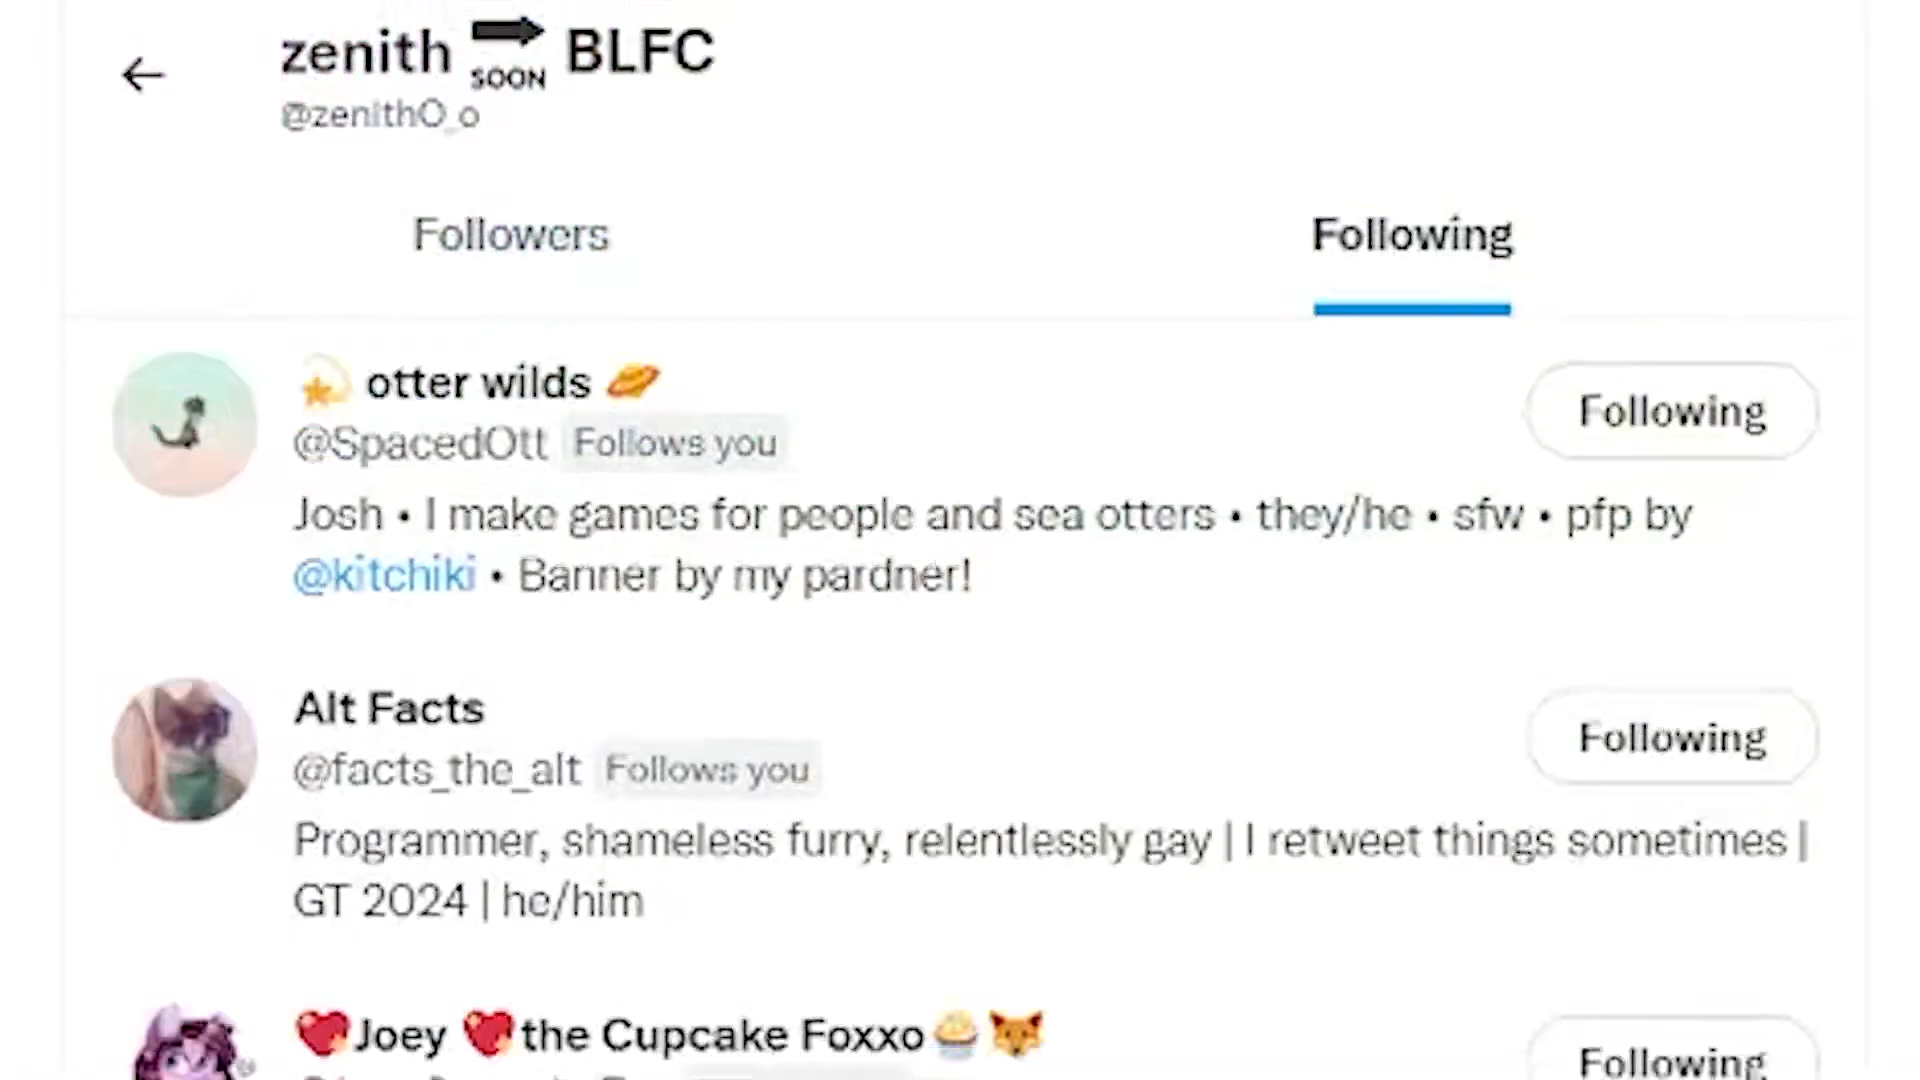 zenith 🔜 BLFC
@zenithO_o
Followers
Following
💫 otter wilds 🪐
Following
@SpacedOtt Follows you
Josh • I make games for people and sea otters • they/he • sfw • pfp by
@kitchiki • Banner by my pardner!
Alt Facts
Following
@facts_the_alt Follows you
Programmer, shameless furry, relentlessly gay | I retweet things sometimes |
GT 2024 | he/him
💖Joey 💖the Cupcake Foxxo🧁🦊
Following